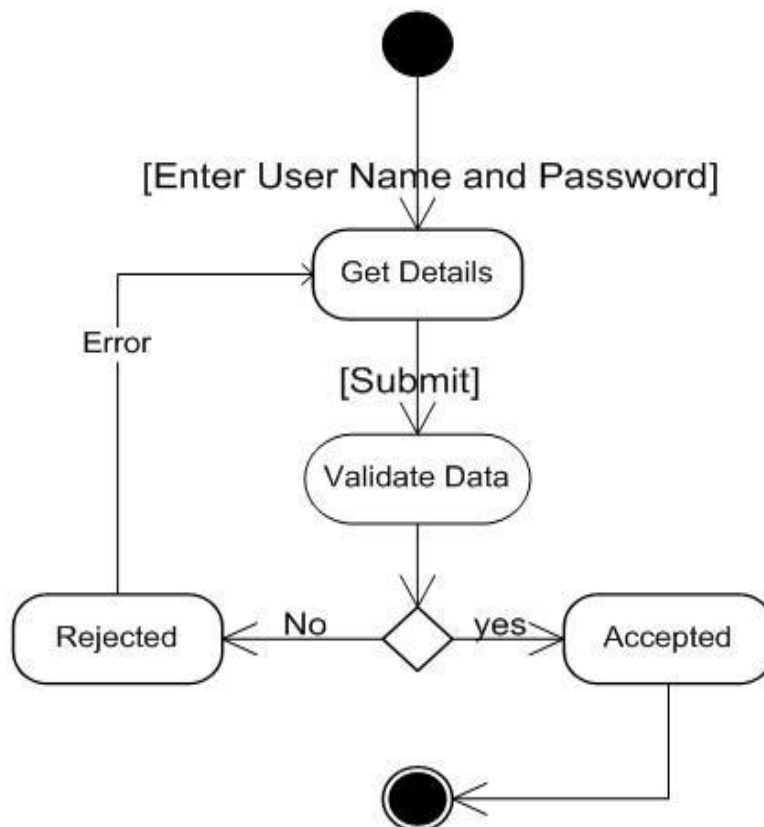 [Enter User Name and Password]
Get Details
Error
[Submit]
Validate Data
Rejected
No
yes
Accepted